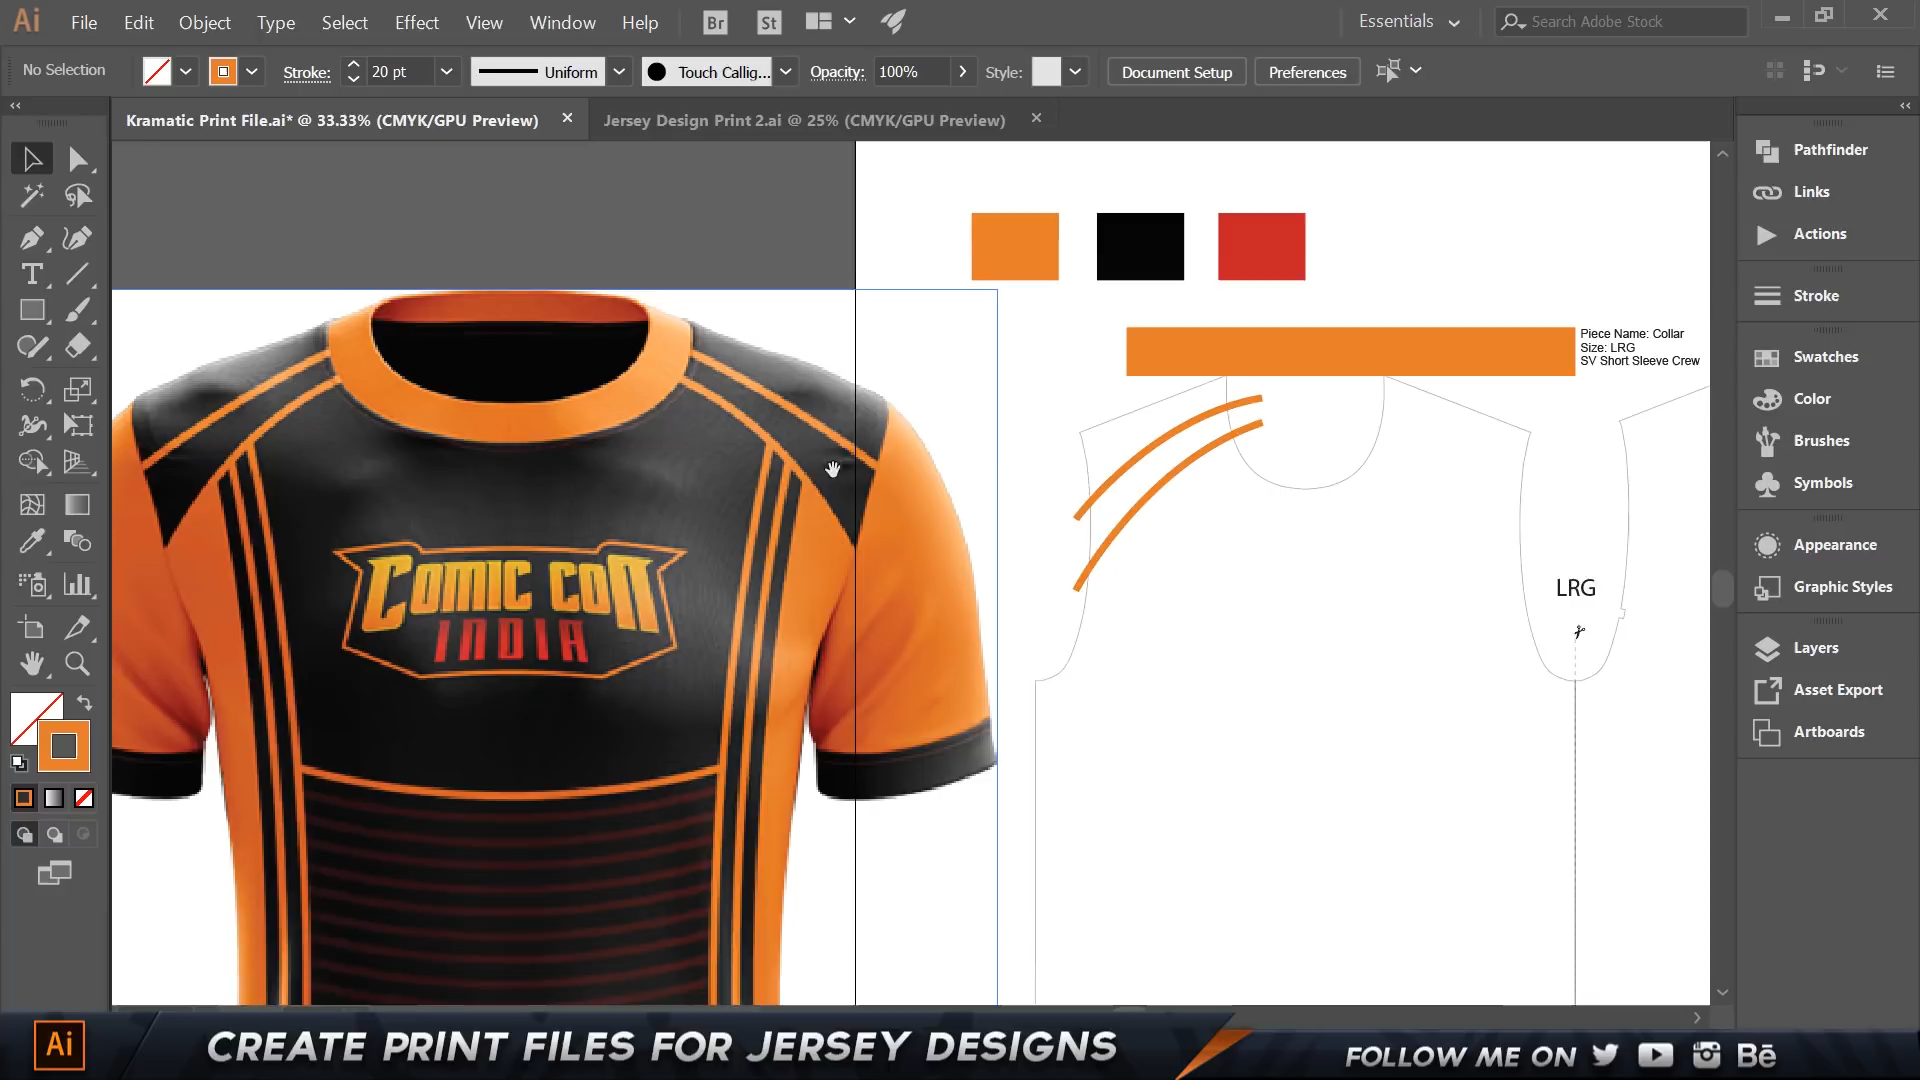 Ai File Edit Object Type Select Effect View Window Help Br St Essentials Search Adobe Stock
No Selection Stroke: 20 pt Uniform Touch Callig... Opacity: 100% Style: Document Setup Preferences
Kramatic Print File.ai* @ 33.33% (CMYK/GPU Preview) × Jersey Design Print 2.ai @ 25% (CMYK/GPU Preview) ×
Pathfinder
Links
Actions
Stroke
Swatches
Color
Brushes
Symbols
Appearance
Graphic Styles
Layers
Asset Export
Artboards
Piece Name: Collar
Size: LRG
SV Short Sleeve Crew
COMIC CON
INDIA
LRG
Ai CREATE PRINT FILES FOR JERSEY DESIGNS
FOLLOW ME ON Bē